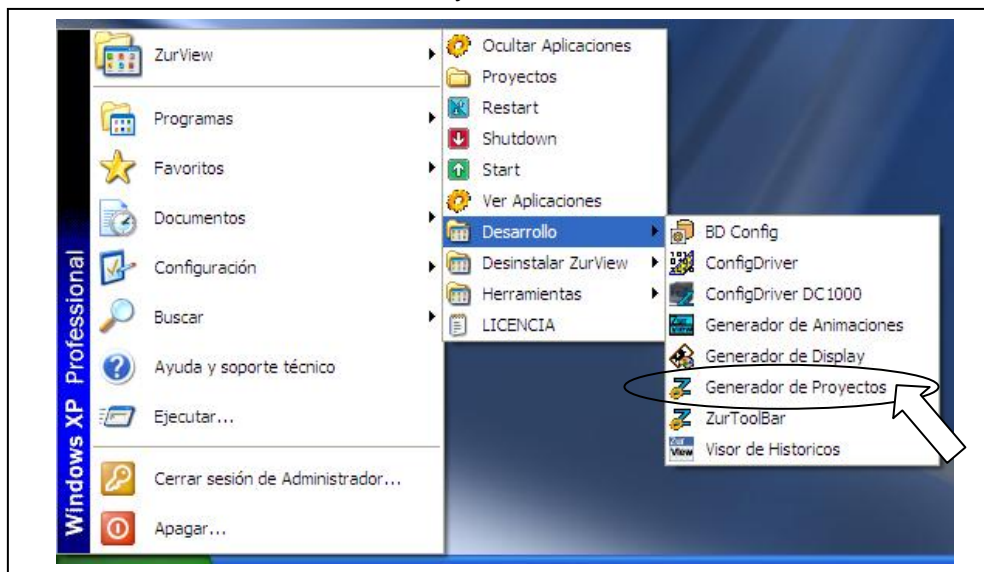 Windows XP Professional
ZurView
Programas
Favoritos
Documentos
Configuración
Buscar
Ayuda y soporte técnico
Ejecutar...
Cerrar sesión de Administrador...
Apagar...
Ocultar Aplicaciones
Proyectos
Restart
Shutdown
Start
Ver Aplicaciones
Desarrollo
Desinstalar ZurView
Herramientas
LICENCIA
BD Config
ConfigDriver
ConfigDriver DC1000
Generador de Animaciones
Generador de Display
Generador de Proyectos
ZurToolBar
Visor de Historicos